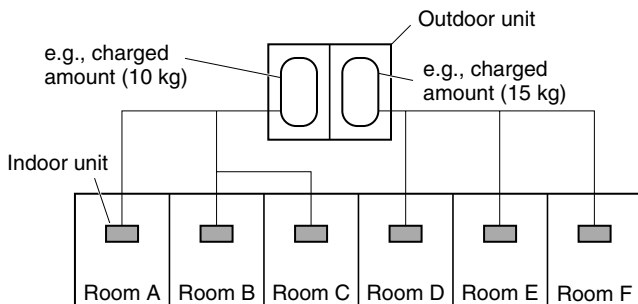 Outdoor unit
e.g., charged
amount (10 kg)
e.g., charged
amount (15 kg)
Indoor unit
Room A
Room B
Room C
Room D
Room E
Room F